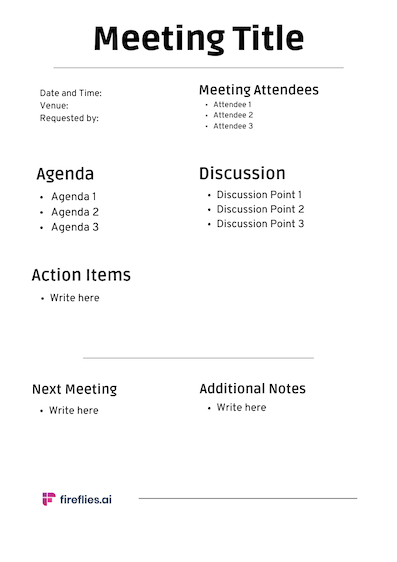 Meeting Title
Date and Time:
Venue:
Requested by:
Meeting Attendees
• Attendee 1
• Attendee 2
• Attendee 3
Agenda
• Agenda 1
• Agenda 2
• Agenda 3
Discussion
• Discussion Point 1
• Discussion Point 2
• Discussion Point 3
Action Items
• Write here
Next Meeting
• Write here
Additional Notes
• Write here
fireflies.ai